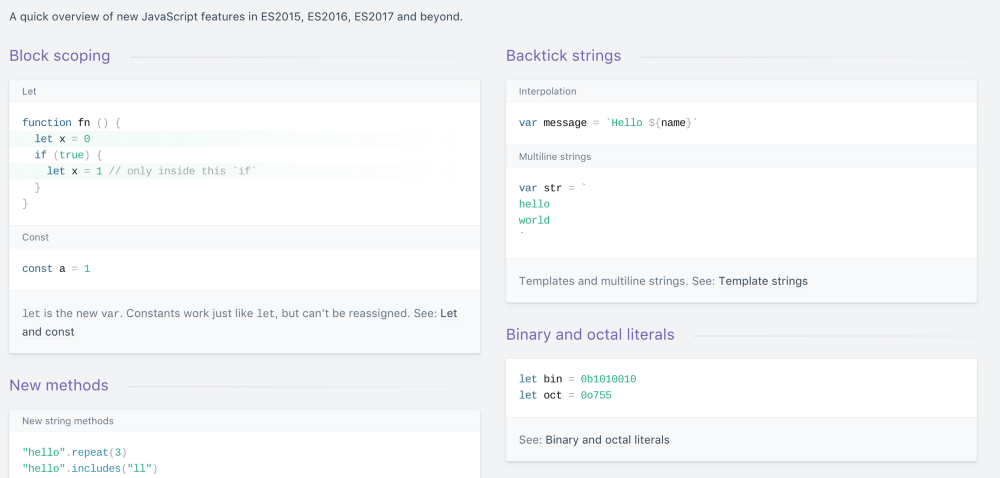 A quick overview of new JavaScript features in ES2015, ES2016, ES2017 and beyond.
Block scoping
Let
function fn () {
  let x = 0
  if (true) {
    let x = 1 // only inside this `if`
  }
}
Const
const a = 1
let is the new var. Constants work just like let, but can’t be reassigned. See: Let
and const
New methods
New string methods
"hello".repeat(3)
"hello".includes("ll")
Backtick strings
Interpolation
var message = `Hello ${name}`
Multiline strings
var str = `
hello
world
`
Templates and multiline strings. See: Template strings
Binary and octal literals
let bin = 0b1010010
let oct = 0o755
See: Binary and octal literals